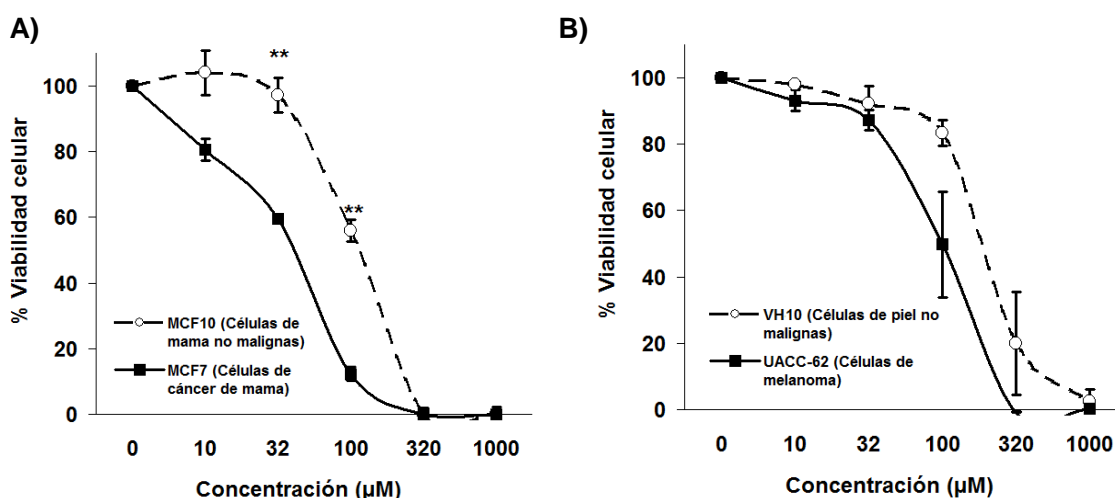 A)
**
**
100
80
60
40
20
0
% Viabilidad celular
MCF10 (Células de
mama no malignas)
MCF7 (Células de
cáncer de mama)
0 10 32 100 320 1000
Concentración (µM)
B)
100
80
60
40
20
0
% Viabilidad celular
VH10 (Células de piel no
malignas)
UACC-62 (Células de
melanoma)
0 10 32 100 320 1000
Concentración (µM)